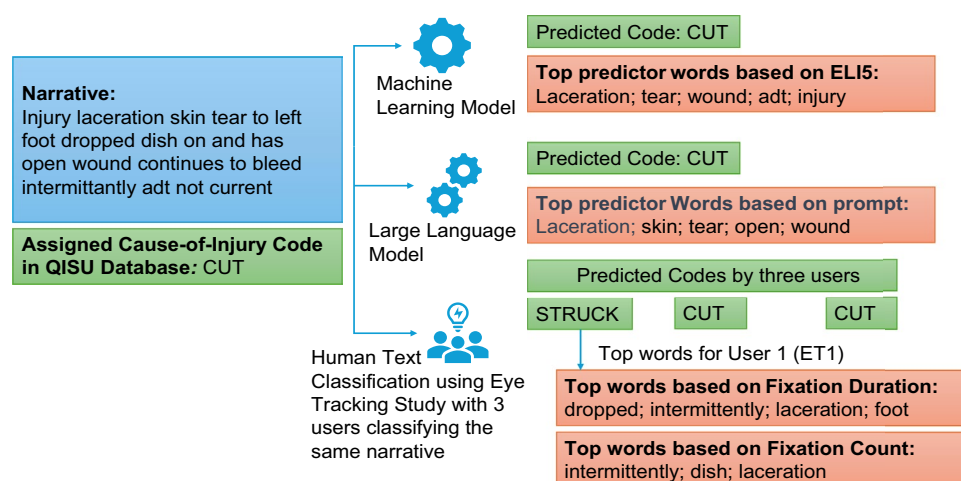 Narrative:
Injury laceration skin tear to left
foot dropped dish on and has
open wound continues to bleed
intermittantly adt not current
Assigned Cause-of-Injury Code
in QISU Database: CUT
Machine
Learning Model
Predicted Code: CUT
Top predictor words based on ELI5:
Laceration; tear; wound; adt; injury
Large Language
Model
Predicted Code: CUT
Top predictor Words based on prompt:
Laceration; skin; tear; open; wound
Human Text
Classification using Eye
Tracking Study with 3
users classifying the
same narrative
Predicted Codes by three users
STRUCK
CUT
CUT
Top words for User 1 (ET1)
Top words based on Fixation Duration:
dropped; intermittently; laceration; foot
Top words based on Fixation Count:
intermittently; dish; laceration